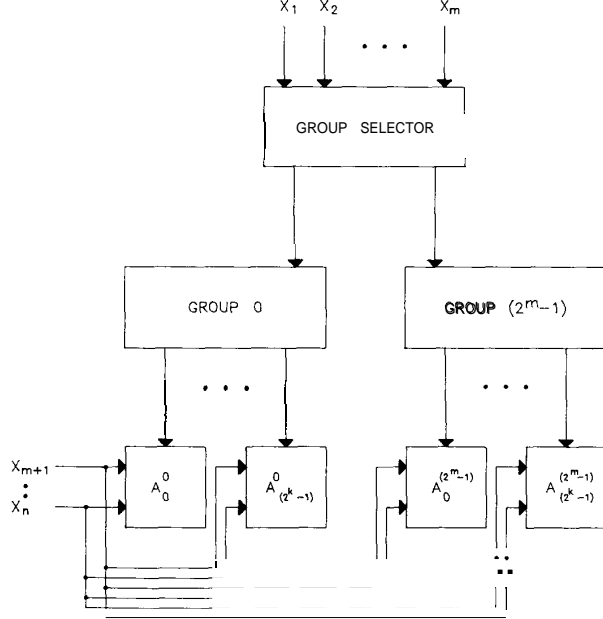 X₁ X₂ ... Xₘ
GROUP SELECTOR
GROUP 0 GROUP (2ᵐ–1)
... ...
Xₘ₊₁
:
Xₙ
A₀⁰ A⁰₍₂ᵏ₋₁₎ A₀⁽²ᵐ⁻¹⁾ A⁽²ᵐ⁻¹⁾₍₂ᵏ₋₁₎